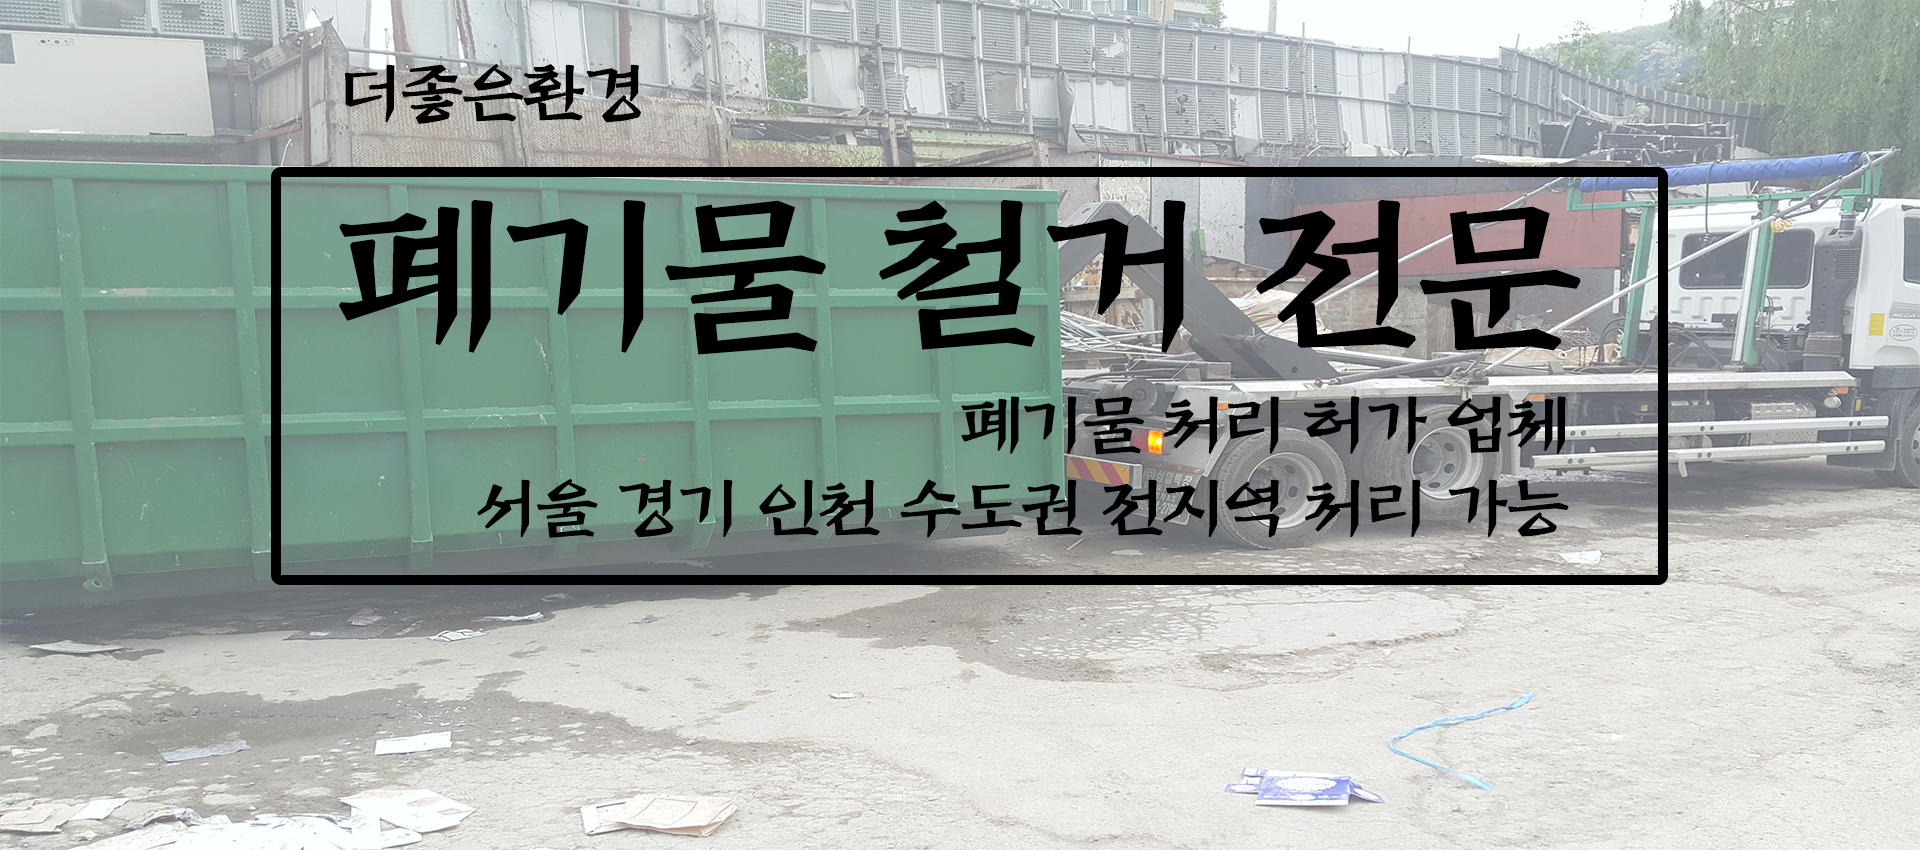 더좋은환경
폐기물 철거 전문
폐기물 처리 허가 업체
서울 경기 인천 수도권 전지역 처리 가능